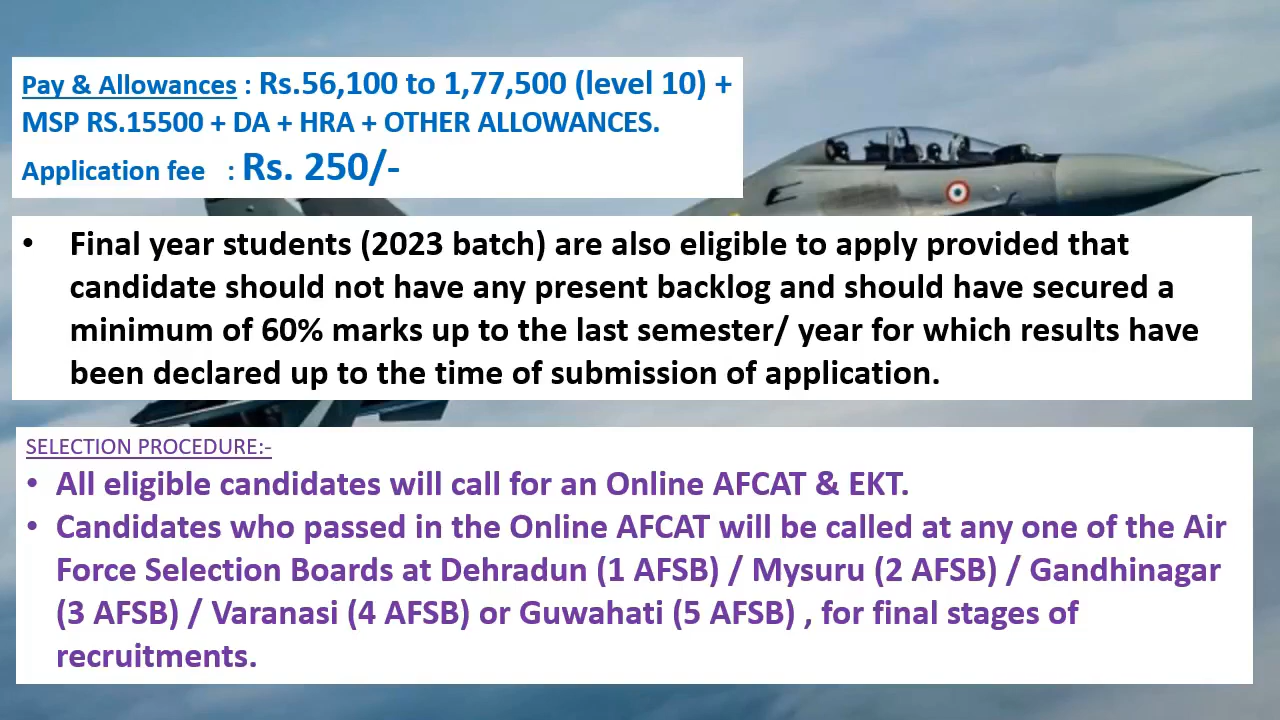 Pay & Allowances : Rs.56,100 to 1,77,500 (level 10) +
MSP RS.15500 + DA + HRA + OTHER ALLOWANCES.
Application fee : Rs. 250/-
• Final year students (2023 batch) are also eligible to apply provided that
candidate should not have any present backlog and should have secured a
minimum of 60% marks up to the last semester/ year for which results have
been declared up to the time of submission of application.
SELECTION PROCEDURE:-
• All eligible candidates will call for an Online AFCAT & EKT.
• Candidates who passed in the Online AFCAT will be called at any one of the Air
Force Selection Boards at Dehradun (1 AFSB) / Mysuru (2 AFSB) / Gandhinagar
(3 AFSB) / Varanasi (4 AFSB) or Guwahati (5 AFSB) , for final stages of
recruitments.